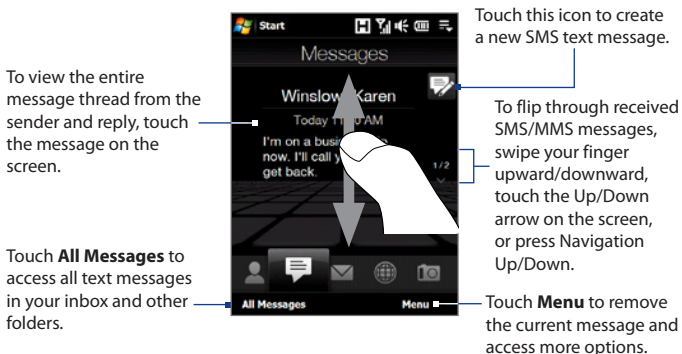 Touch this icon to create
a new SMS text message.
To view the entire
message thread from the
sender and reply, touch
the message on the
screen.
Start
Messages
Winslow, Karen
Today AM
I'm on a
now. I'll call
get back.
1/2
To flip through received
SMS/MMS messages,
swipe your finger
upward/downward,
touch the Up/Down
arrow on the screen,
or press Navigation
Up/Down.
Touch All Messages to
access all text messages
in your inbox and other
folders.
All Messages
Menu
Touch Menu to remove
the current message and
access more options.